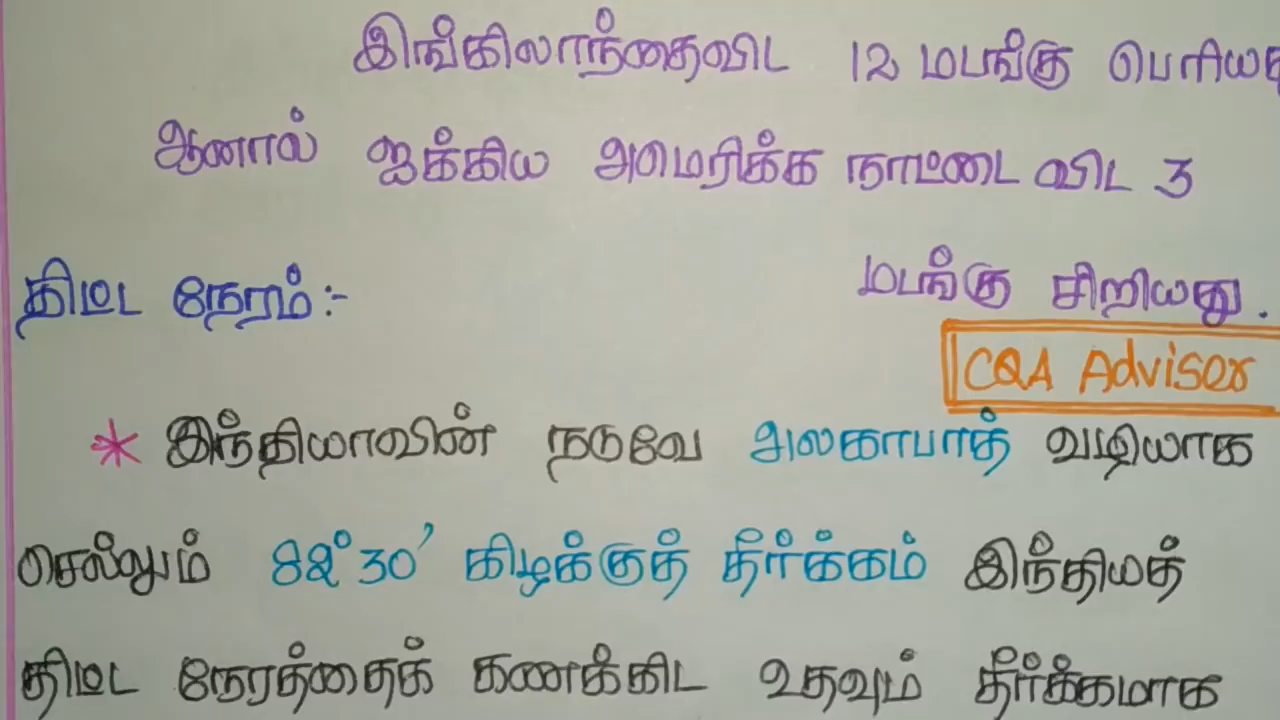 இங்கிலாந்தைவிட 12 மடங்கு பெரியது
ஆனால் ஐக்கிய அமெரிக்க நாட்டை விட 3
மடங்கு சிறியது.
திட்ட நேரம்:-
CQA Adviser
* இந்தியாவின் நடுவே அலகாபாத் வழியாக
செல்லும் 82° 30' கிழக்குத் தீர்க்கம் இந்தியத்
திட்ட நேரத்தைக் கணக்கிட உதவும் தீர்க்கமாக